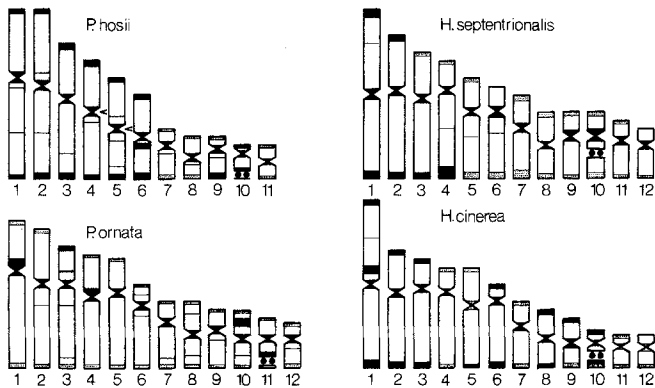 P. hosii
1 2 3 4 5 6 7 8 9 10 11
H. septentrionalis
1 2 3 4 5 6 7 8 9 10 11 12
P. ornata
1 2 3 4 5 6 7 8 9 10 11 12
H. cinerea
1 2 3 4 5 6 7 8 9 10 11 12